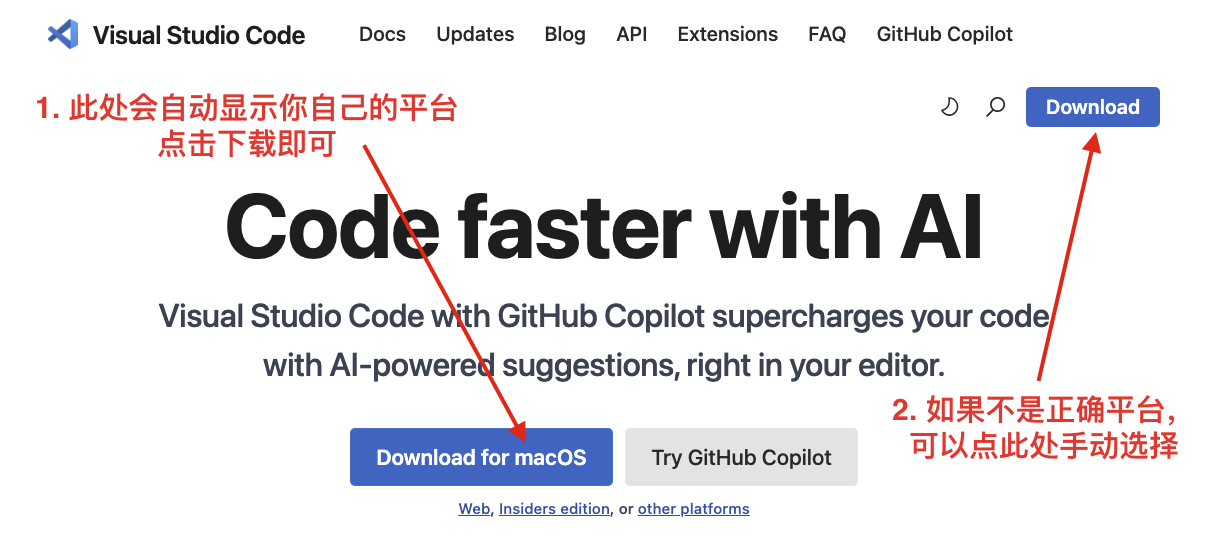 Visual Studio Code Docs Updates Blog API Extensions FAQ GitHub Copilot
1. 此处会自动显示你自己的平台
点击下载即可
Download
Code faster with AI
Visual Studio Code with GitHub Copilot supercharges your code
with AI-powered suggestions, right in your editor.
2. 如果不是正确平台，
可以点此处手动选择
Download for macOS
Try GitHub Copilot
Web, Insiders edition, or other platforms